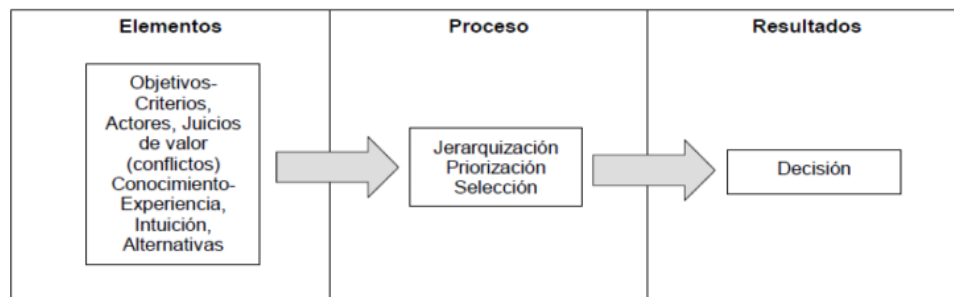 Elementos
Proceso
Resultados
Objetivos-
Criterios,
Actores, Juicios
de valor
(conflictos)
Conocimiento-
Experiencia,
Intuición,
Alternativas
Jerarquización
Priorización
Selección
Decisión